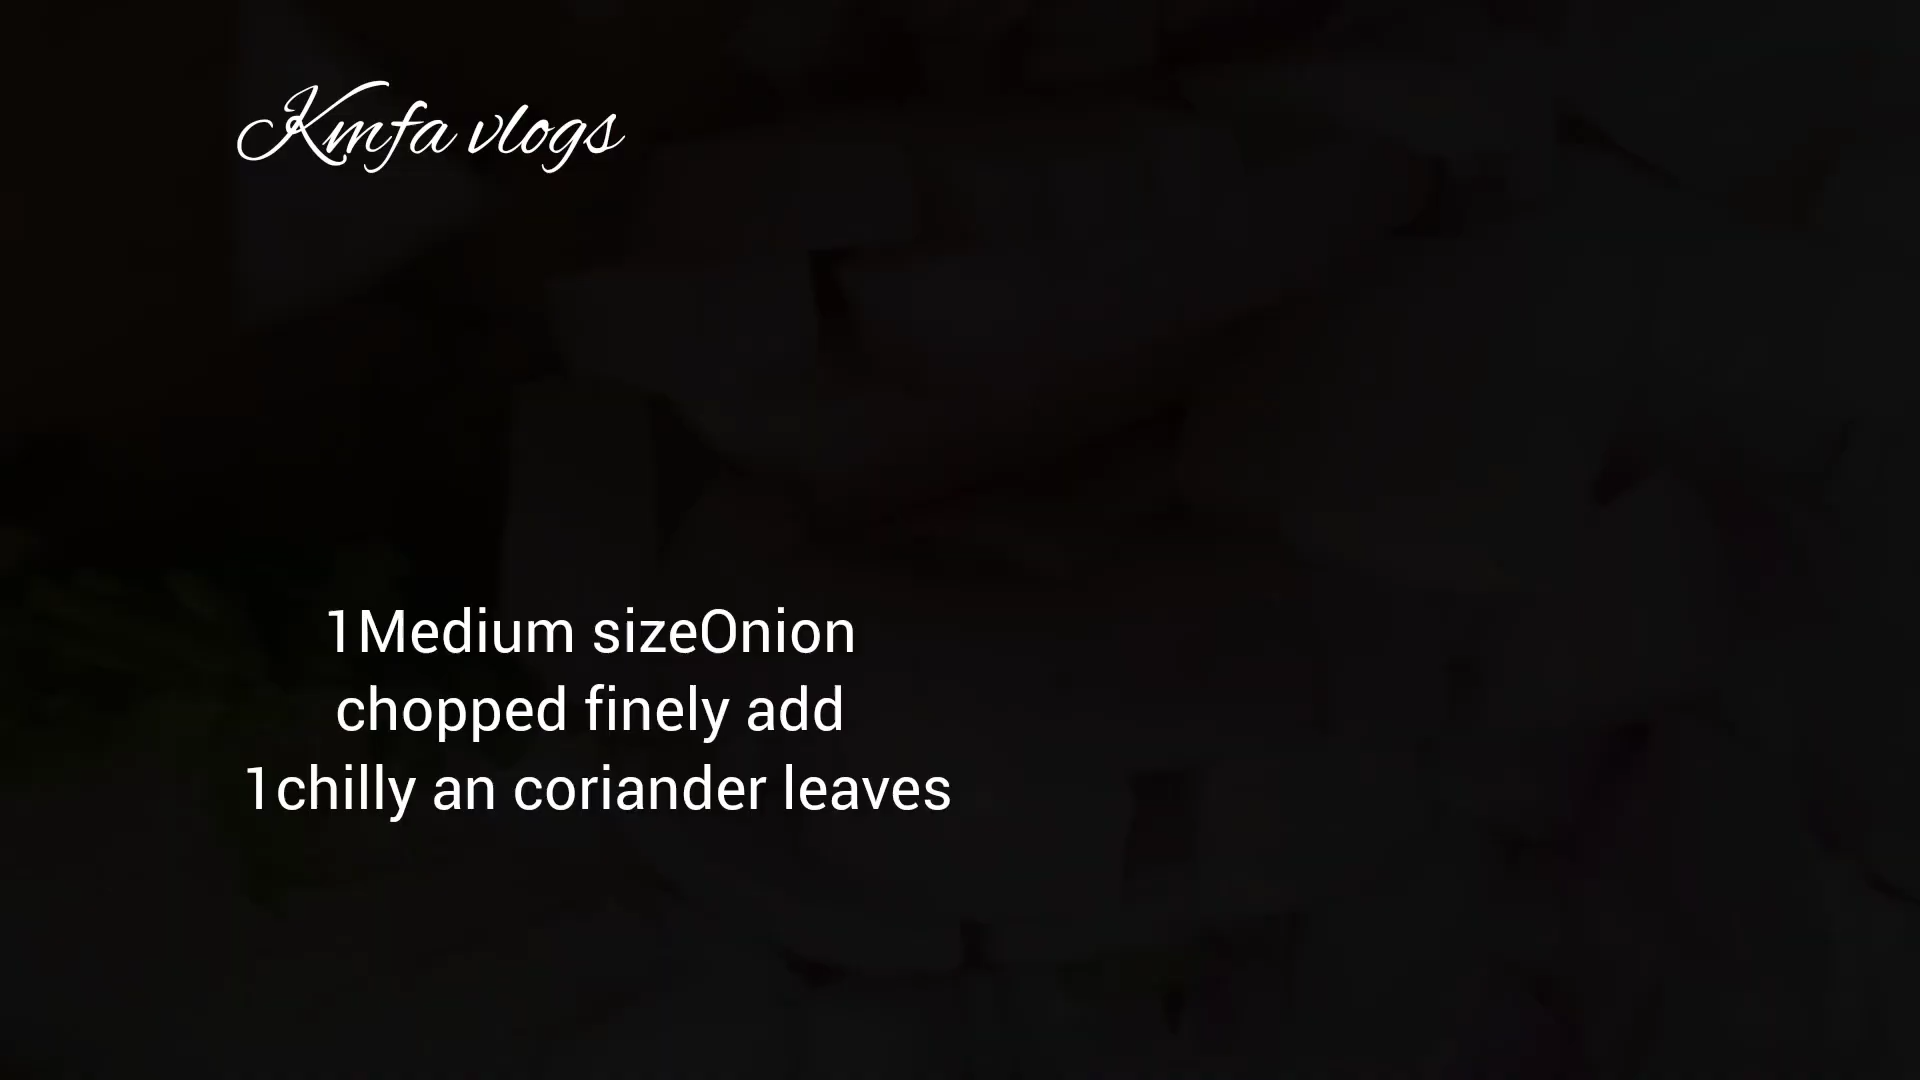 Kmfa vlogs
1Medium sizeOnion
chopped finely add
1chilly an coriander leaves